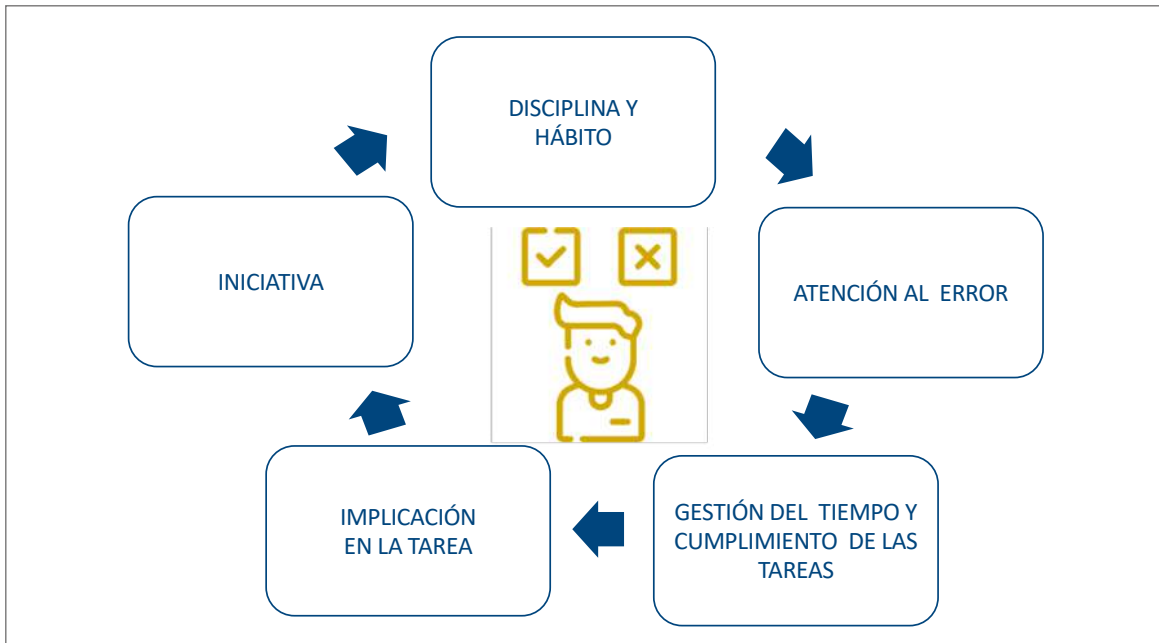 DISCIPLINA Y
HÁBITO
ATENCIÓN AL ERROR
GESTIÓN DEL TIEMPO Y
CUMPLIMIENTO DE LAS
TAREAS
IMPLICACIÓN
EN LA TAREA
INICIATIVA